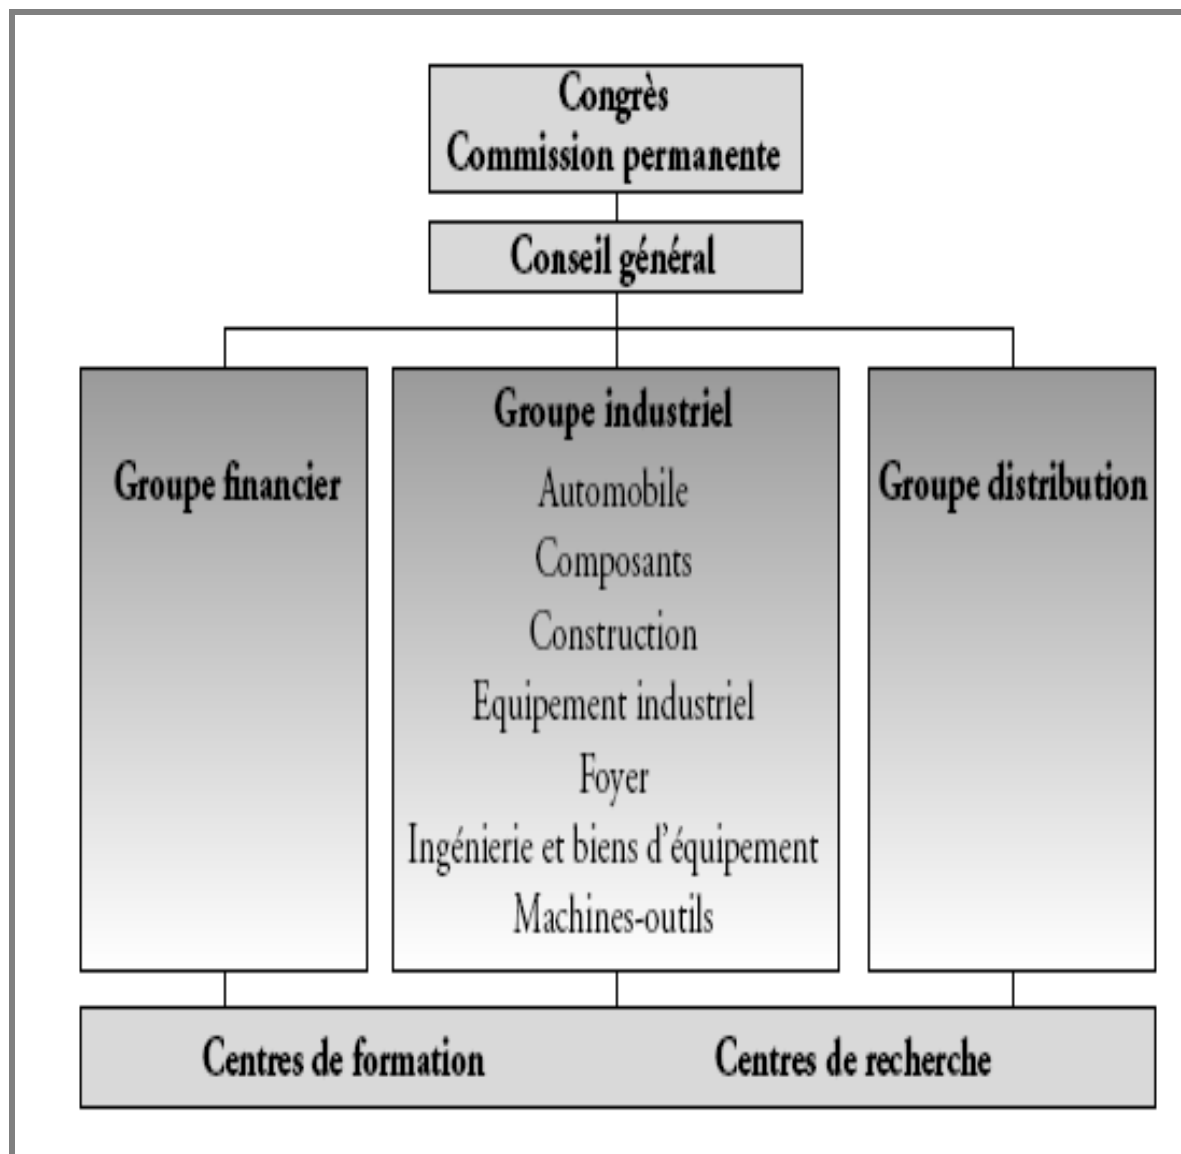 Congrès
Commission permanente
Conseil général
Groupe financier
Groupe industriel
Automobile
Composants
Construction
Equipement industriel
Foyer
Ingénierie et biens d’équipement
Machines-outils
Groupe distribution
Centres de formation
Centres de recherche